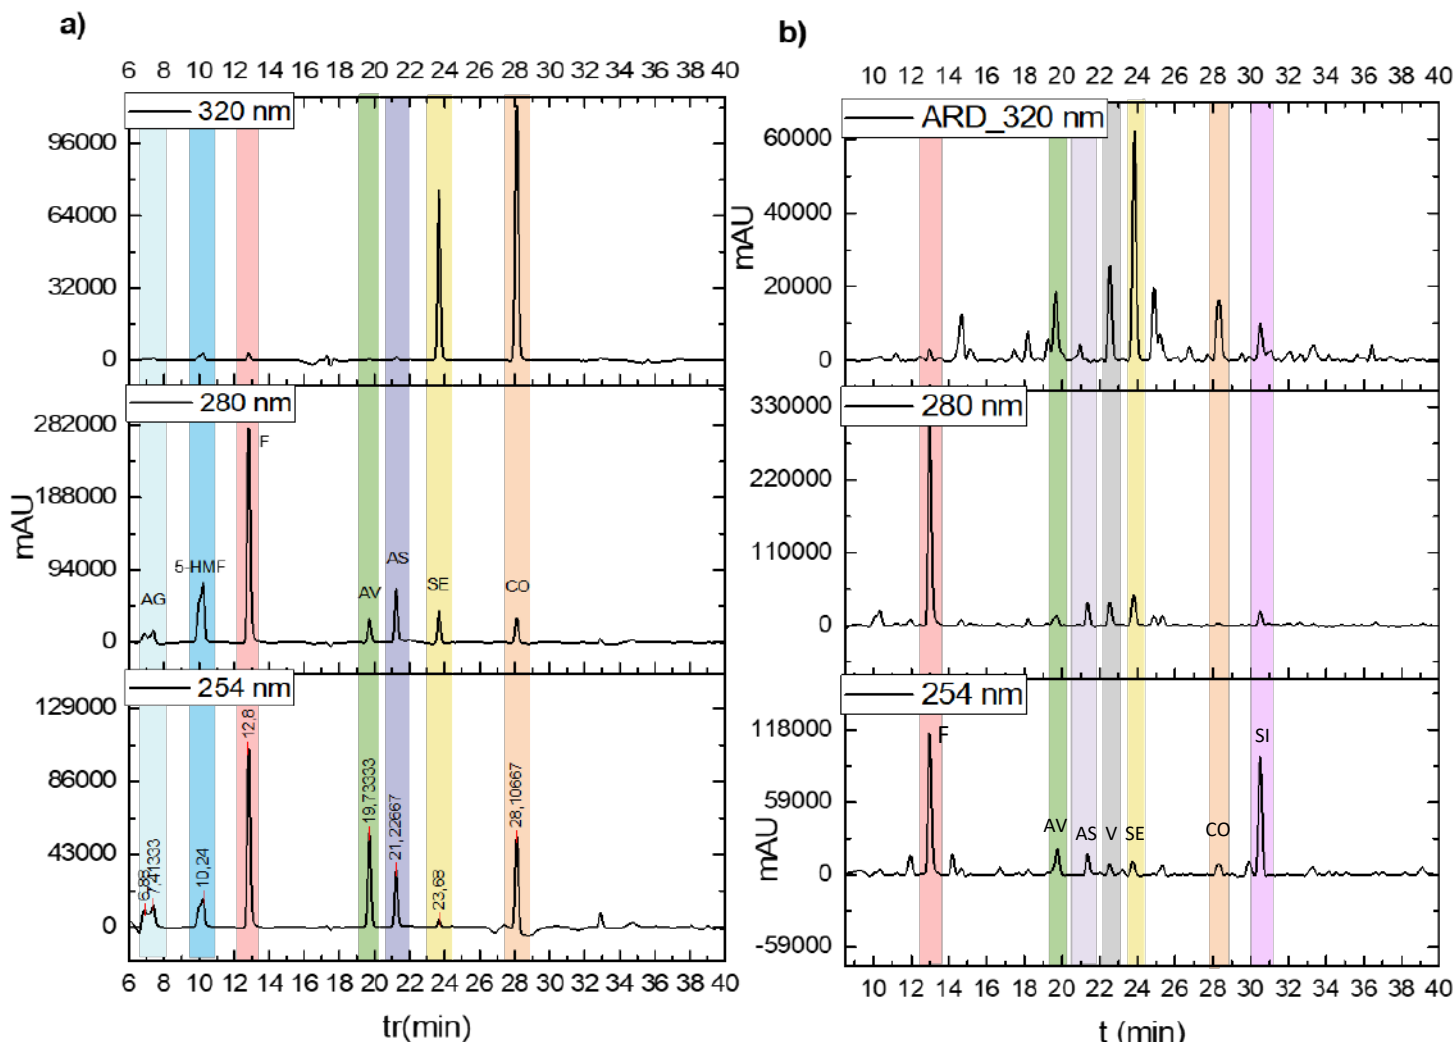 a)
6 8 10 12 14 16 18 20 22 24 26 28 30 32 34 36 38 40
320 nm
96000
64000
32000
0
280 nm
282000
188000
94000
0
mAU
AG
5-HMF
F
AV
AS
SE
CO
254 nm
129000
86000
43000
0
7,41333
10,24
12,8
19,73333
21,22667
23,68
28,10667
6 8 10 12 14 16 18 20 22 24 26 28 30 32 34 36 38 40
tr(min)
b)
10 12 14 16 18 20 22 24 26 28 30 32 34 36 38 40
ARD_320 nm
60000
40000
20000
0
mAU
280 nm
330000
220000
110000
0
254 nm
118000
59000
0
-59000
mAU
F
AV
AS
V
SE
CO
SI
10 12 14 16 18 20 22 24 26 28 30 32 34 36 38 40
t (min)